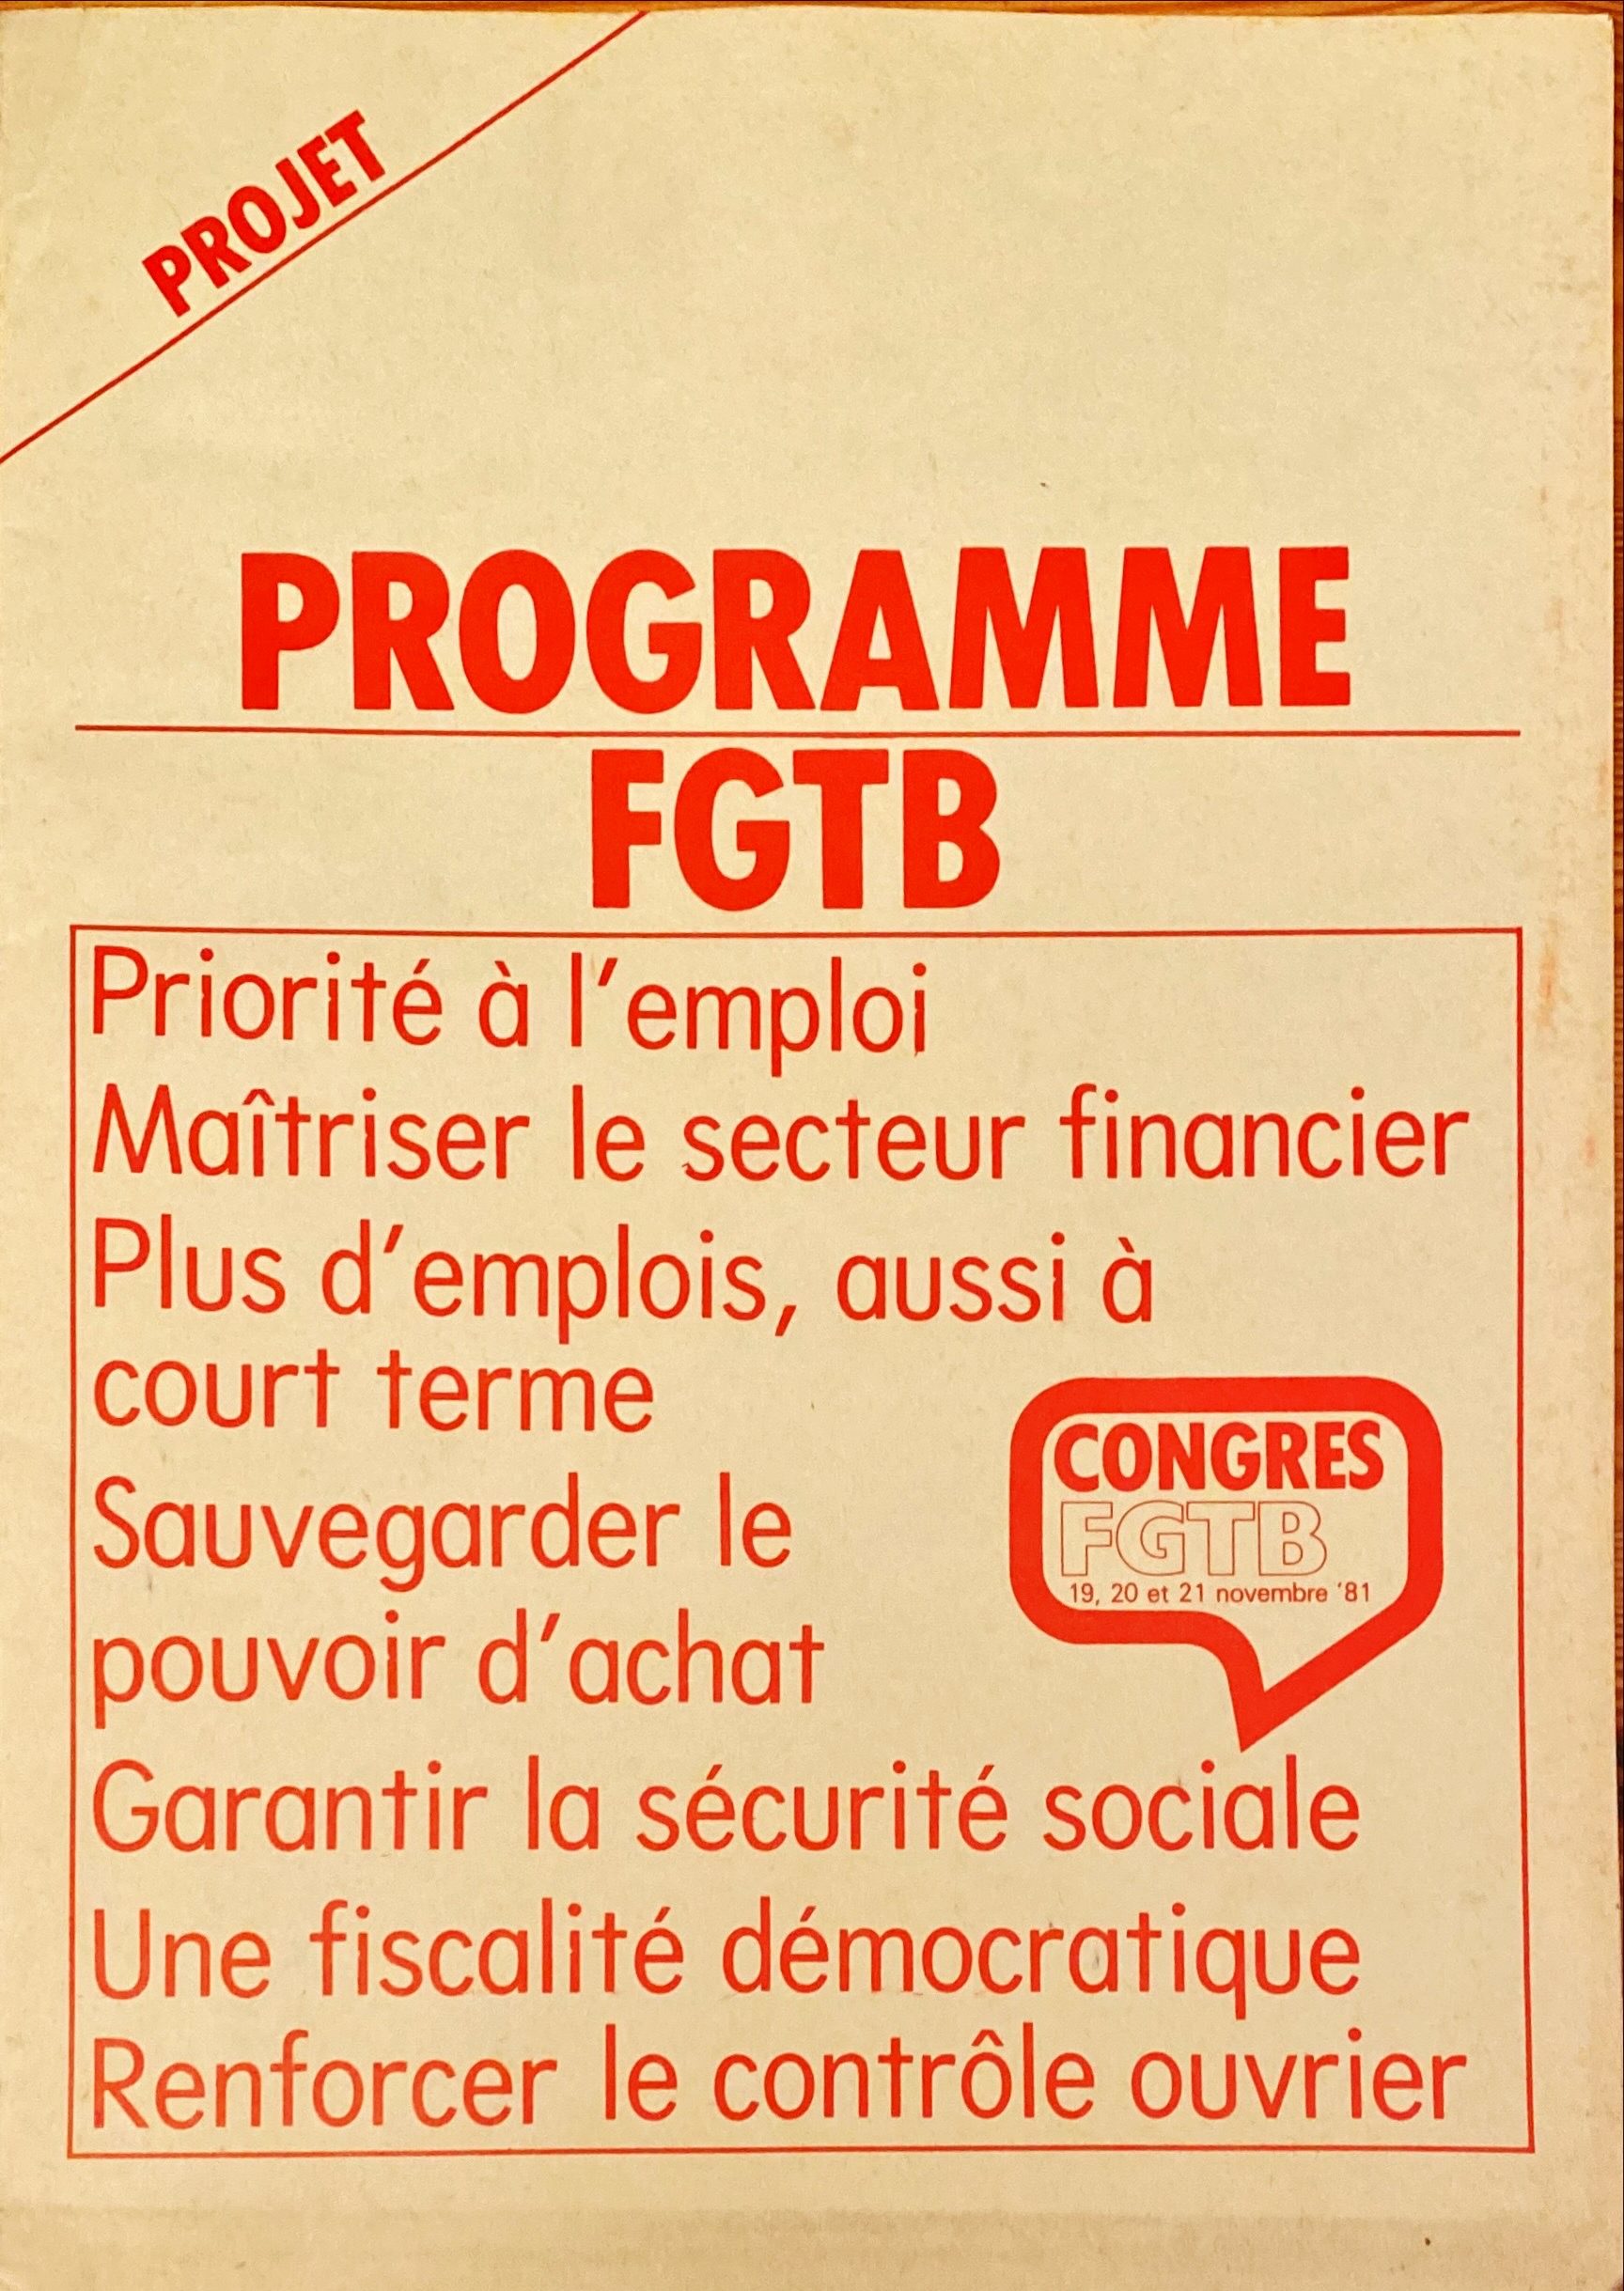 PROJET
PROGRAMME
FGTB
Priorité à l'emploi
Maîtriser le secteur financier
Plus d'emplois, aussi à
court terme
Sauvegarder le
pouvoir d'achat
CONGRES
FGTB
19, 20 et 21 novembre '81
Garantir la sécurité sociale
Une fiscalité démocratique
Renforcer le contrôle ouvrier